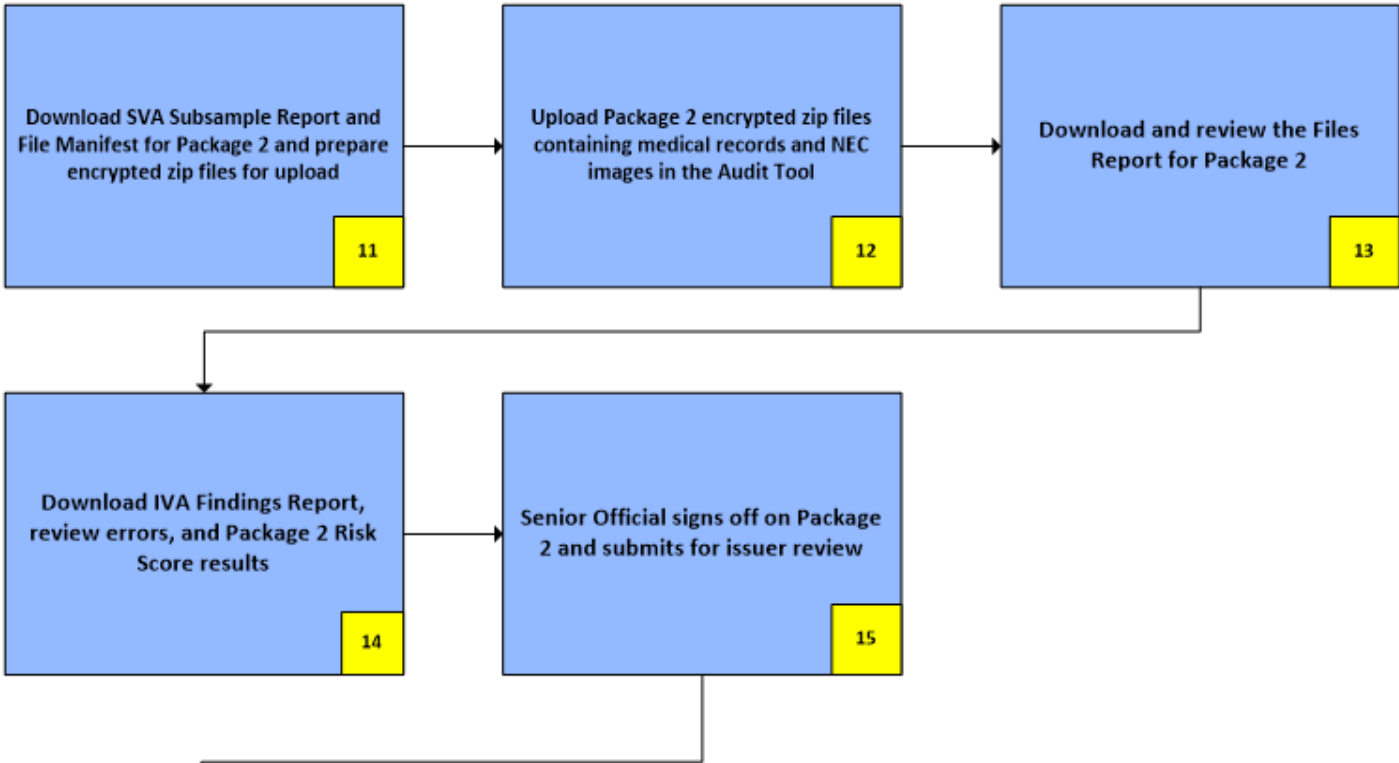 Download SVA Subsample Report and
File Manifest for Package 2 and prepare
encrypted zip files for upload
11
Upload Package 2 encrypted zip files
containing medical records and NEC
images in the Audit Tool
12
Download and review the Files
Report for Package 2
13
Download IVA Findings Report,
review errors, and Package 2 Risk
Score results
14
Senior Official signs off on Package
2 and submits for issuer review
15